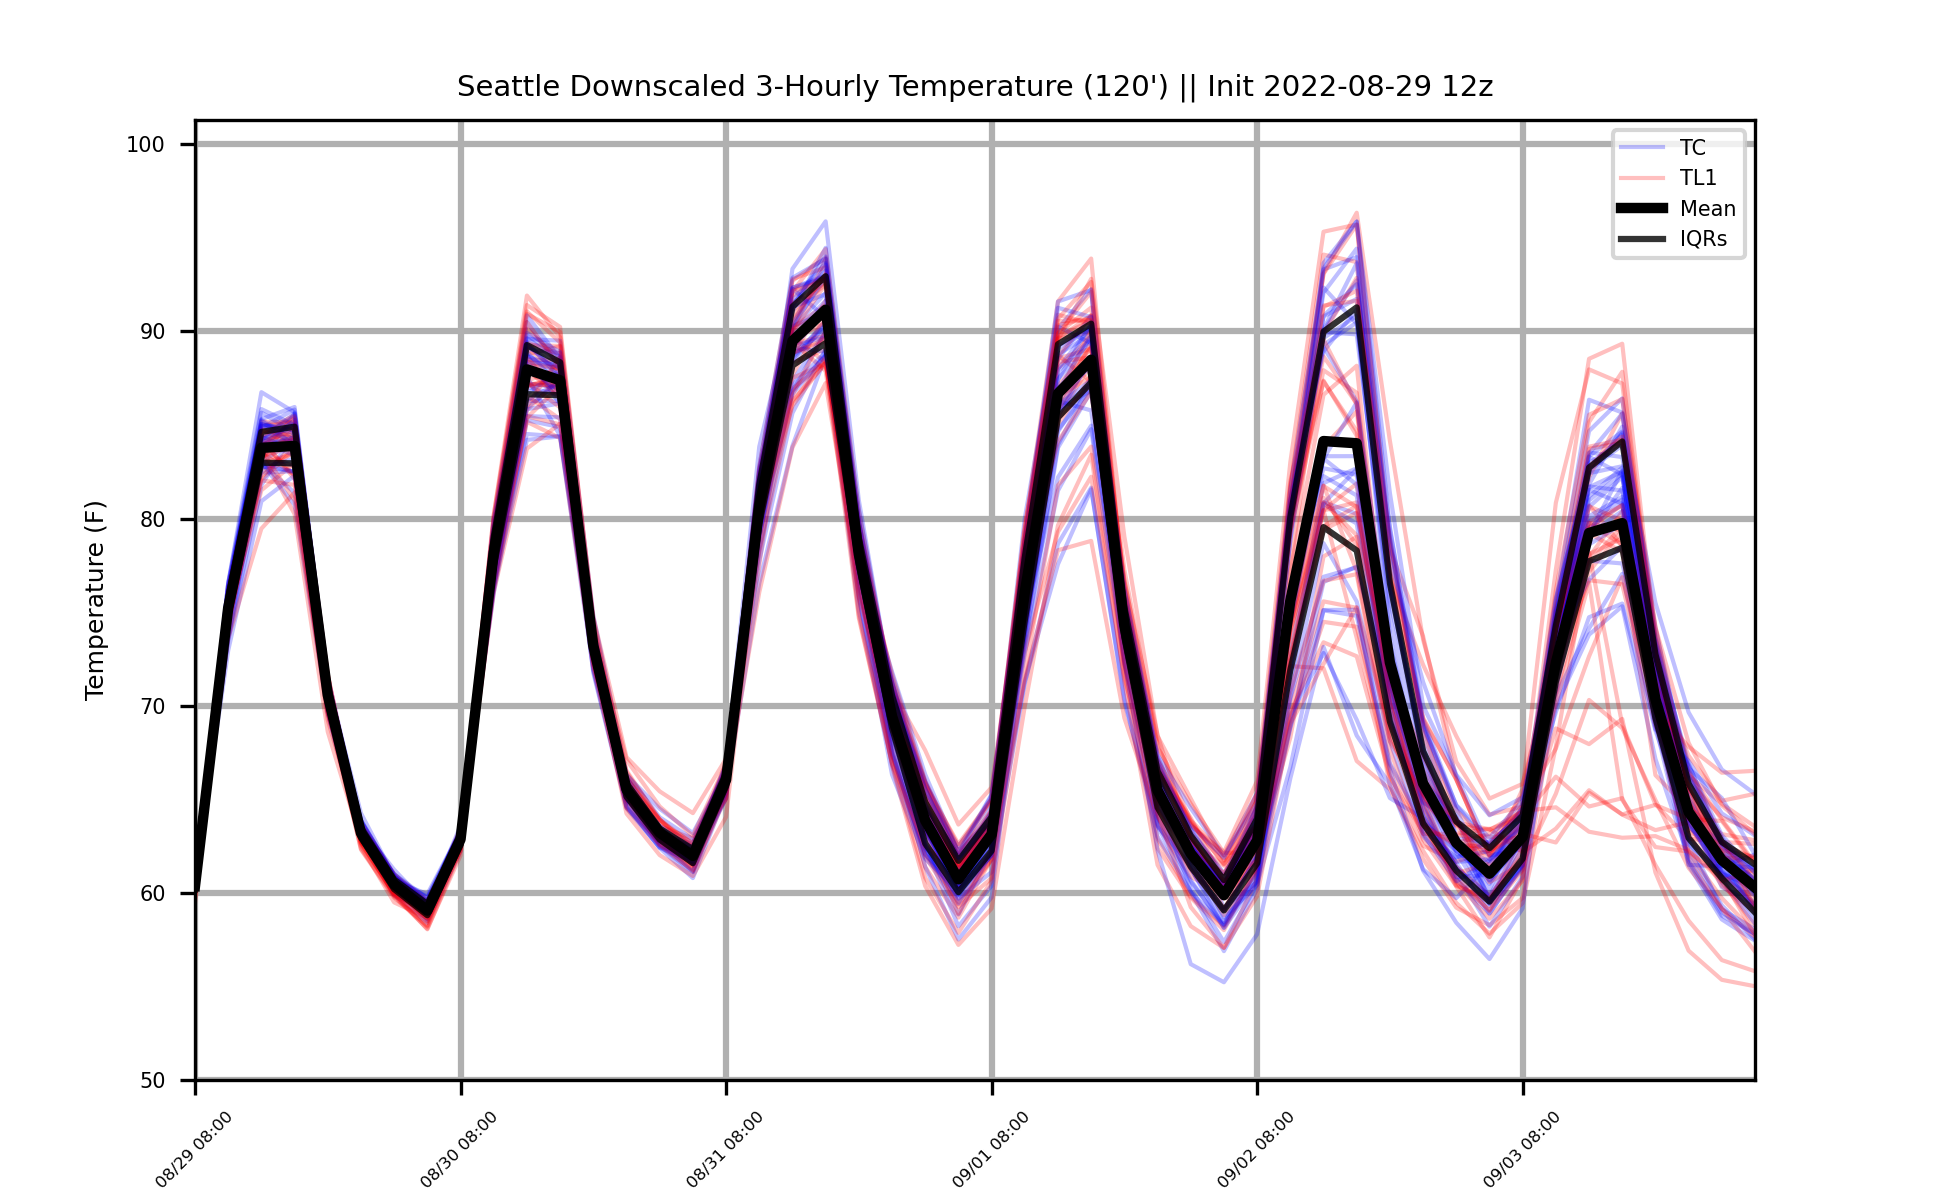 Seattle Downscaled 3-Hourly Temperature (120') || Init 2022-08-29 12z
TC
TL1
Mean
IQRs
Temperature (F)
100
90
80
70
60
50
08/29 08:00
08/30 08:00
08/31 08:00
09/01 08:00
09/02 08:00
09/03 08:00